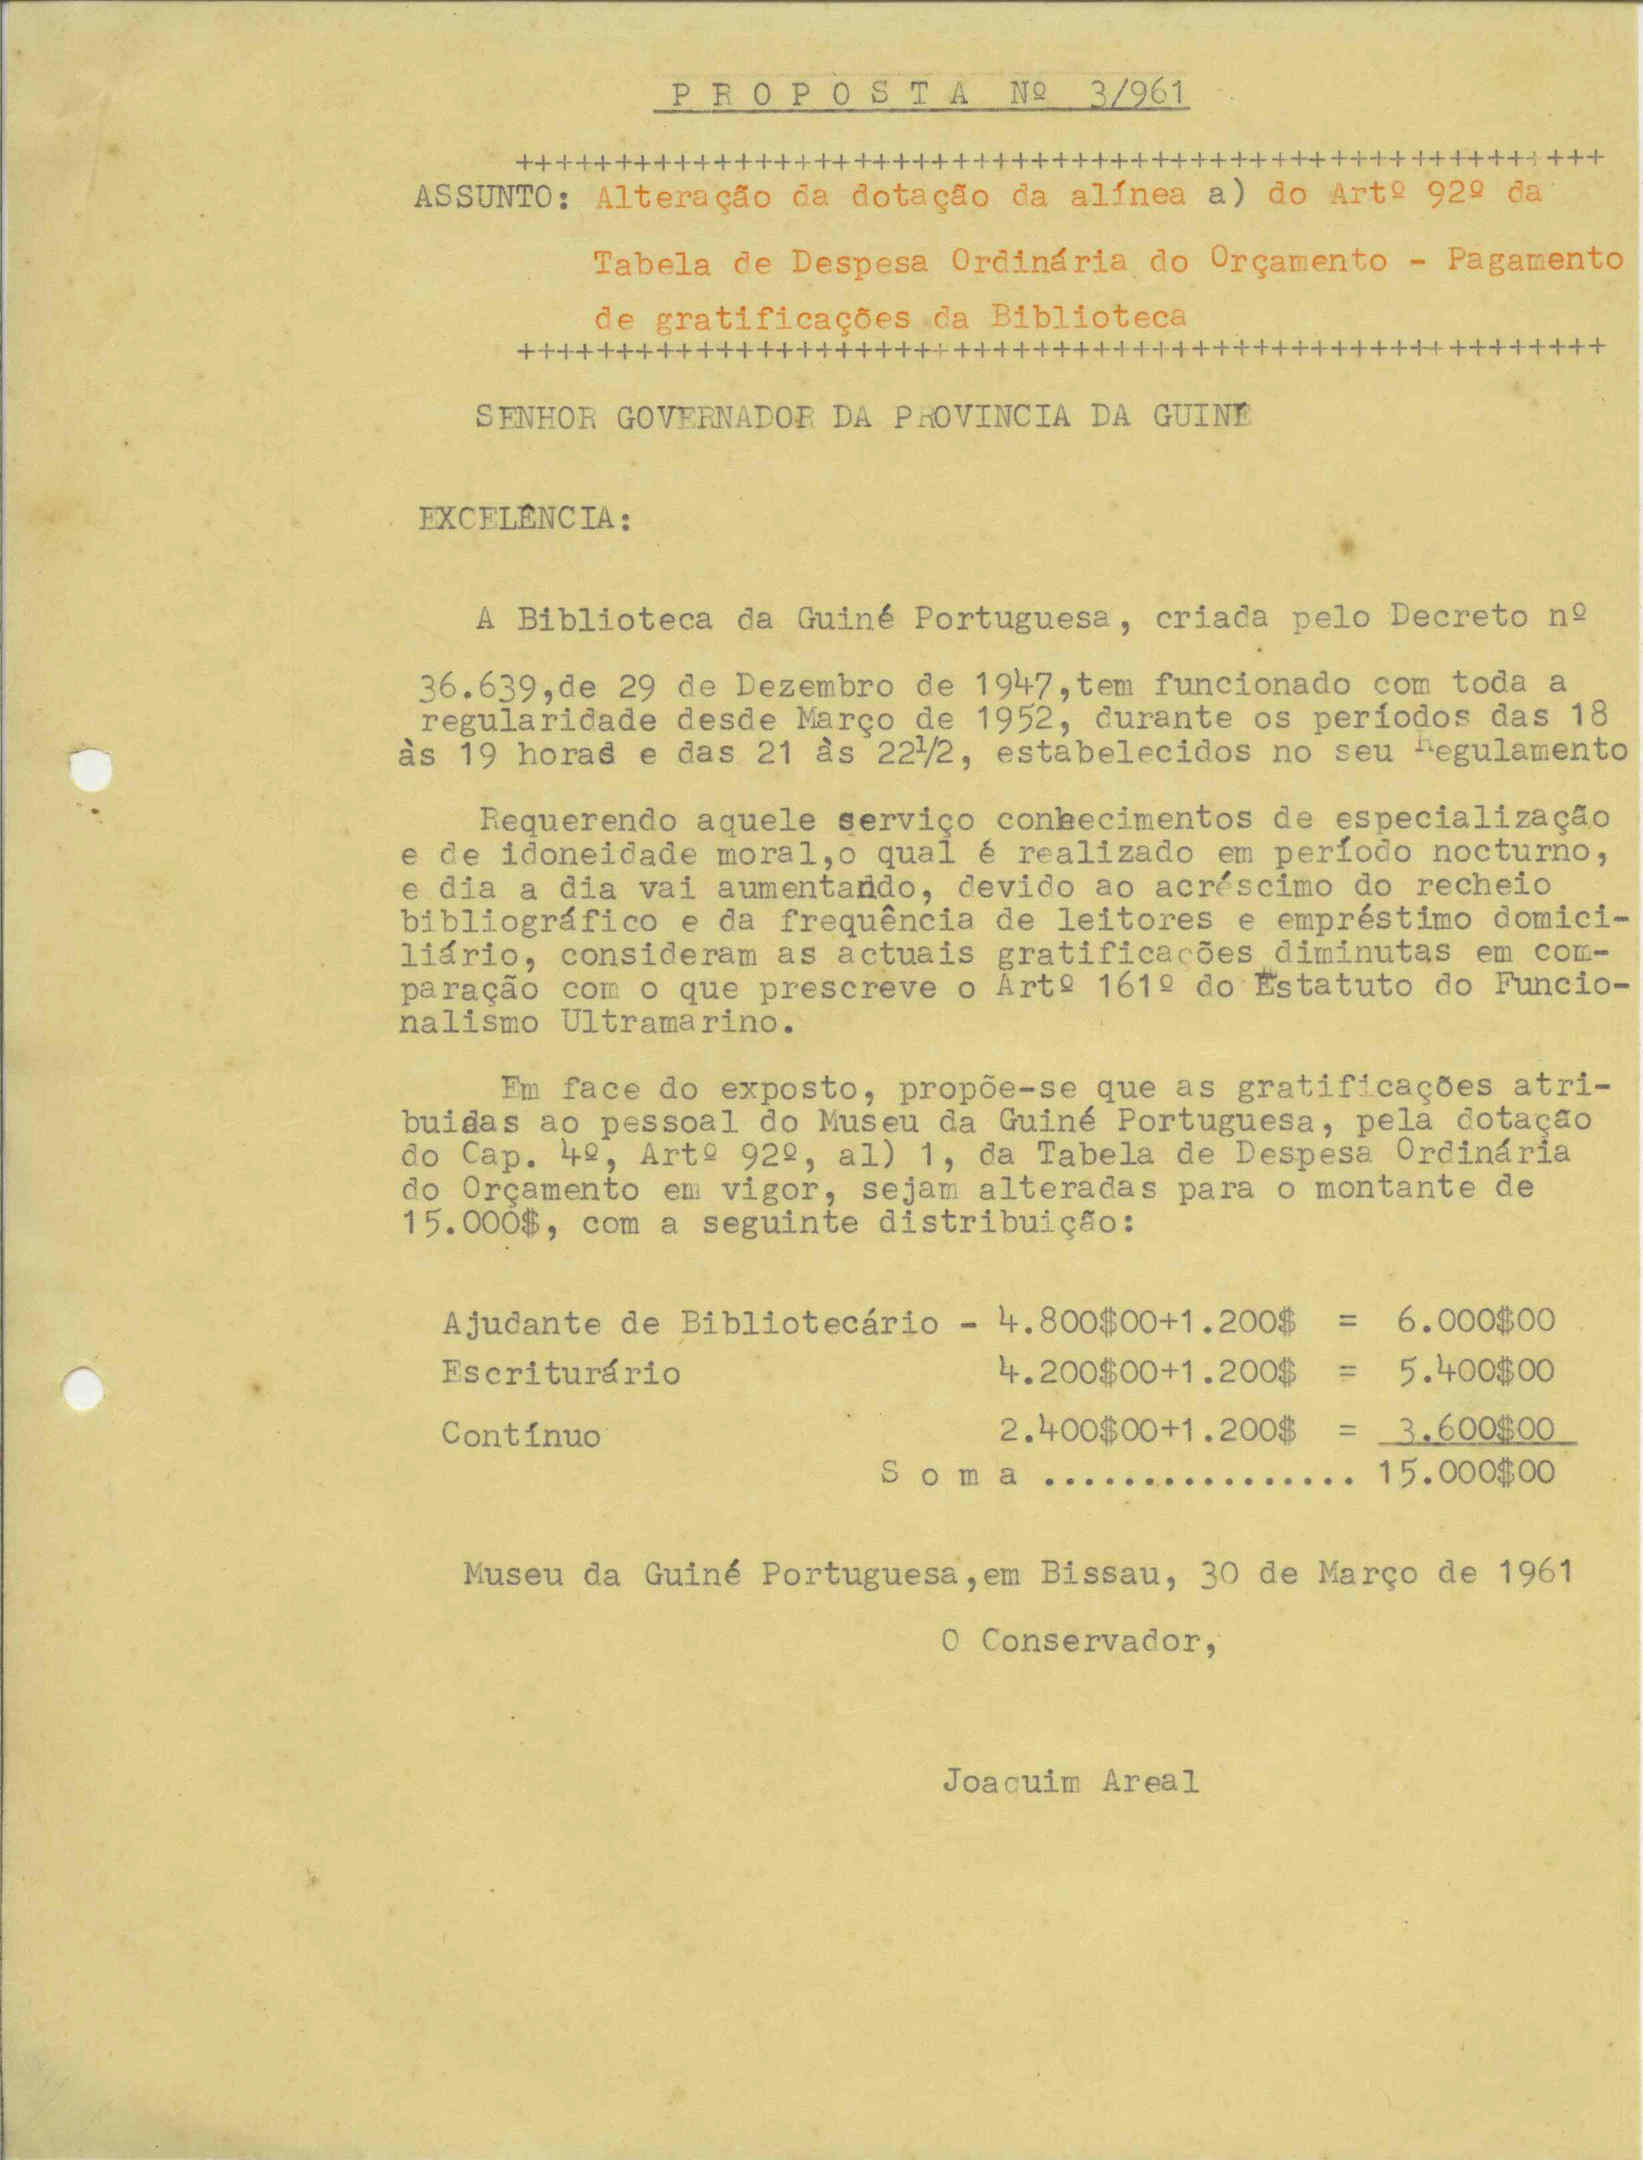 P R O P O S T A Nº 3/961
++++++++++++++++++++++++++++++++++++++++++++++++++++++
ASSUNTO: Alteração da dotação da alínea a) do Artº 92º da
Tabela de Despesa Ordinária do Orçamento - Pagamento
de gratificações da Biblioteca
++++++++++++++++++++++++++++++++++++++++++++++++++++++
SENHOR GOVERNADOR DA PROVINCIA DA GUINÉ
EXCELÊNCIA:
A Biblioteca da Guiné Portuguesa, criada pelo Decreto nº
36.639,de 29 de Dezembro de 1947,tem funcionado com toda a
regularidade desde Março de 1952, durante os períodos das 18
às 19 horas e das 21 às 22½, estabelecidos no seu Regulamento
Requerendo aquele serviço conhecimentos de especialização
e de idoneidade moral,o qual é realizado em período nocturno,
e dia a dia vai aumentando, devido ao acréscimo do recheio
bibliográfico e da frequência de leitores e empréstimo domici-
liário, consideram as actuais gratificações diminutas em com-
paração com o que prescreve o Artº 161º do Estatuto do Funcio-
nalismo Ultramarino.
Em face do exposto, propõe-se que as gratificações atri-
buidas ao pessoal do Museu da Guiné Portuguesa, pela dotação
do Cap. 4º, Artº 92º, al) 1, da Tabela de Despesa Ordinária
do Orçamento em vigor, sejam alteradas para o montante de
15.000$, com a seguinte distribuição:
Ajudante de Bibliotecário - 4.800$00+1.200$ = 6.000$00
Escriturário 4.200$00+1.200$ = 5.400$00
Contínuo 2.400$00+1.200$ = 3.600$00
S o m a ................ 15.000$00
Museu da Guiné Portuguesa,em Bissau, 30 de Março de 1961
O Conservador,
Joaquim Areal